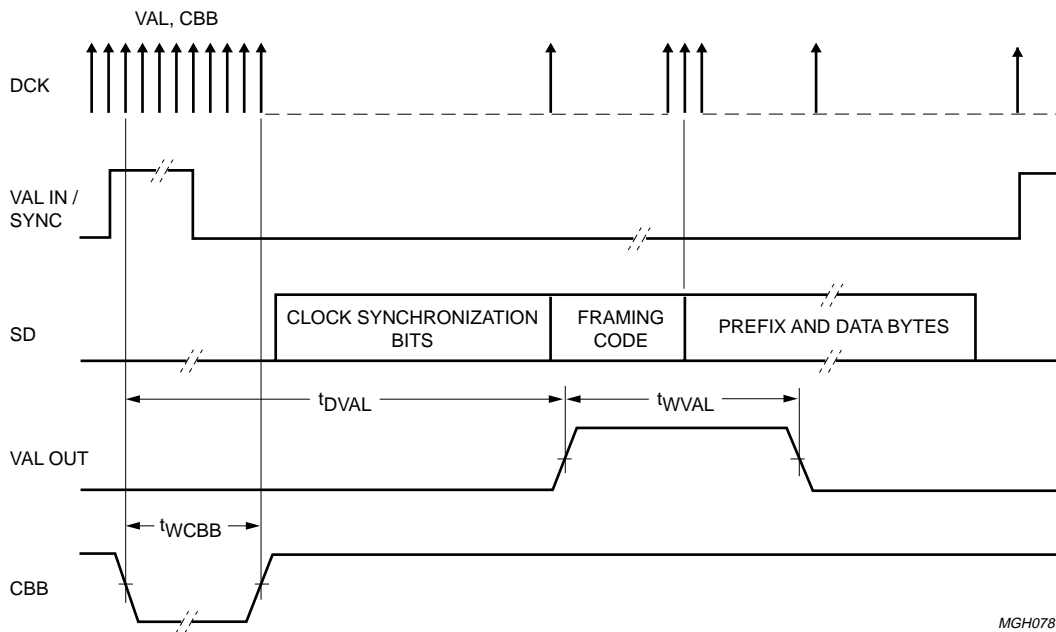 VAL, CBB
DCK
VAL IN /
SYNC
SD
CLOCK SYNCHRONIZATION
BITS
FRAMING
CODE
PREFIX AND DATA BYTES
tDVAL
tWVAL
VAL OUT
tWCBB
CBB
MGH078